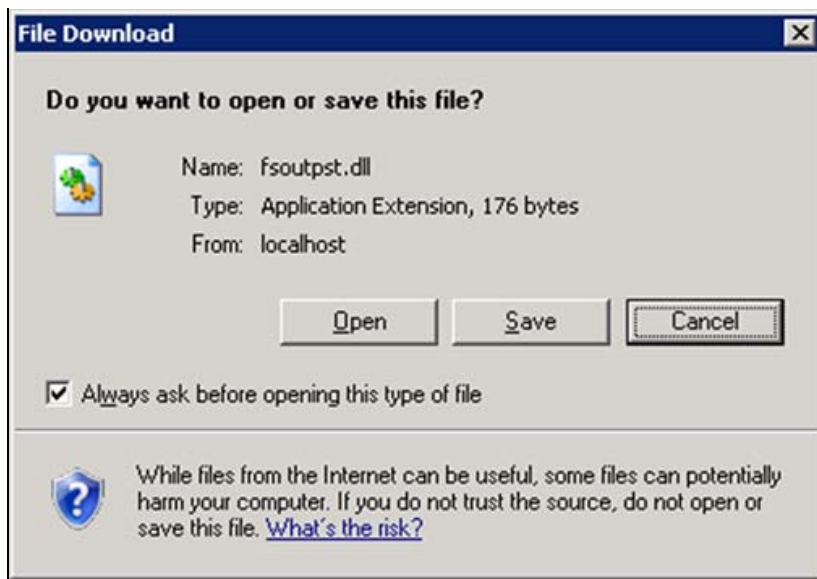 File Download
Do you want to open or save this file?
Name: fsoutpst.dll
Type: Application Extension, 176 bytes
From: localhost
Open Save Cancel
Always ask before opening this type of file
While files from the Internet can be useful, some files can potentially
harm your computer. If you do not trust the source, do not open or
save this file. What's the risk?